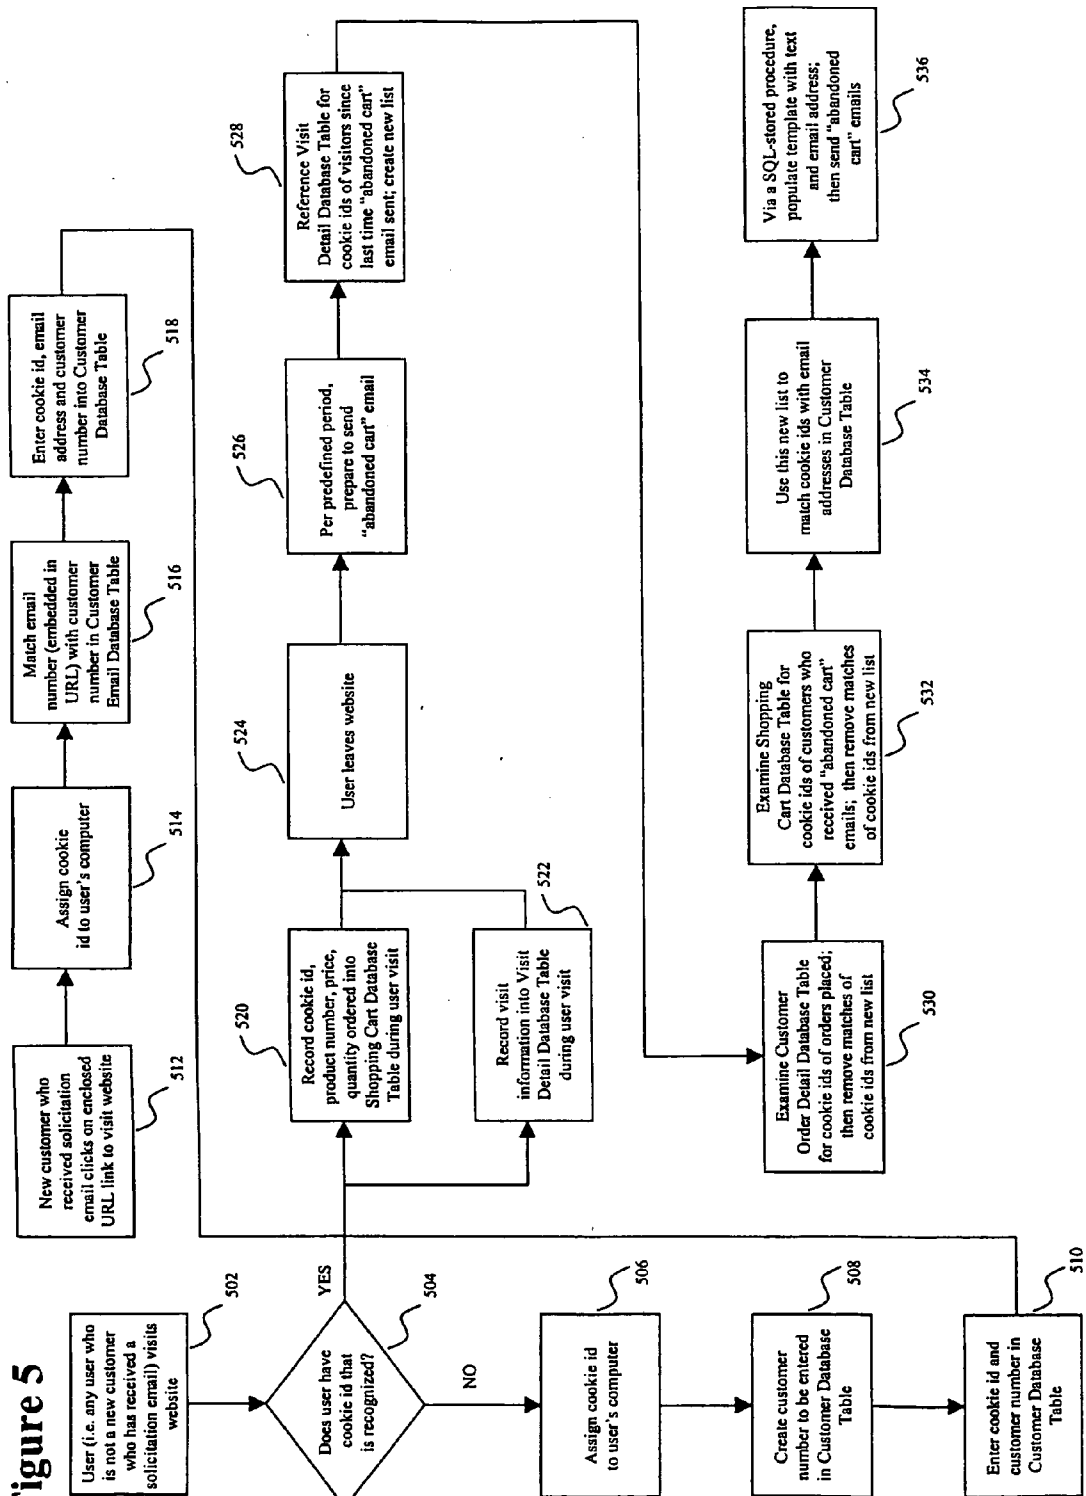 Figure 5
User (i.e. any user who
is not a new customer
who has received a
solicitation email) visits
website
502
Does user have
cookie id that
is recognized?
504
YES
NO
Assign cookie id
to user's computer
506
Create customer
number to be entered
in Customer Database
Table
508
Enter cookie id and
customer number in
Customer Database
Table
510
New customer who
received solicitation
email clicks on enclosed
URL link to visit website
512
Assign cookie
id to user's computer
514
Match email
number (embedded in
URL) with customer
number in Customer
Email Database Table
516
Enter cookie id, email
address and customer
number into Customer
Database Table
518
Record cookie id,
product number, price,
quantity ordered into
Shopping Cart Database
Table during user visit
520
Record visit
information into Visit
Detail Database Table
during user visit
522
User leaves website
524
Per predefined period,
prepare to send
"abandoned cart" email
526
Reference Visit
Detail Database Table for
cookie ids of visitors since
last time "abandoned cart"
email sent; create new list
528
Examine Customer
Order Detail Database Table
for cookie ids of orders placed;
then remove matches of
cookie ids from new list
530
Examine Shopping
Cart Database Table for
cookie ids of customers who
received "abandoned cart"
emails; then remove matches
of cookie ids from new list
532
Use this new list to
match cookie ids with email
addresses in Customer
Database Table
534
Via a SQL-stored procedure,
populate template with text
and email address;
then send "abandoned
cart" emails
536